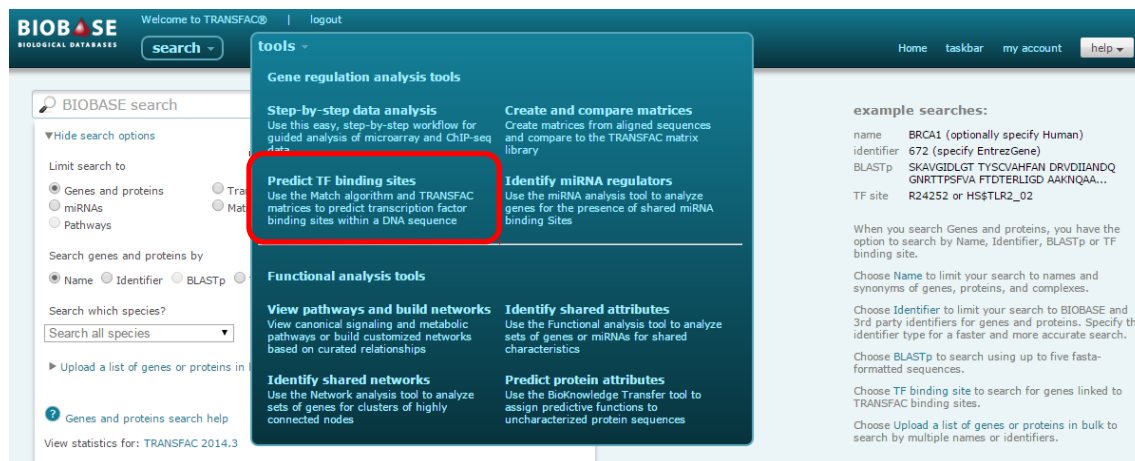 BIOBASE
BIOLOGICAL DATABASES
Welcome to TRANSFAC® | logout
search
tools
Home taskbar my account help
Gene regulation analysis tools
Step-by-step data analysis
Use this easy, step-by-step workflow for
guided analysis of microarray and ChIP-seq
data
Create and compare matrices
Create matrices from aligned sequences
and compare to the TRANSFAC matrix
library
Predict TF binding sites
Use the Match algorithm and TRANSFAC
matrices to predict transcription factor
binding sites within a DNA sequence
Identify miRNA regulators
Use the miRNA analysis tool to analyze
genes for the presence of shared miRNA
binding Sites
Functional analysis tools
View pathways and build networks
View canonical signaling and metabolic
pathways or build customized networks
based on curated relationships
Identify shared attributes
Use the Functional analysis tool to analyze
sets of genes or miRNAs for shared
characteristics
Identify shared networks
Use the Network analysis tool to analyze
sets of genes for clusters of highly
connected nodes
Predict protein attributes
Use the BioKnowledge Transfer tool to
assign predictive functions to
uncharacterized protein sequences
BIOBASE search
▼Hide search options
Limit search to
Genes and proteins Tra
miRNAs Mat
Pathways
Search genes and proteins by
Name Identifier BLASTp
Search which species?
Search all species
Upload a list of genes or proteins in
Genes and proteins search help
View statistics for: TRANSFAC 2014.3
example searches:
name BRCA1 (optionally specify Human)
identifier 672 (specify EntrezGene)
BLASTp SKAVGIDLGT TYSCVAHFAN DRVDIIANDQ
GNRTTPSFVA FTDTERLIGD AAKNQAA...
TF site R24252 or HS$TLR2_02
When you search Genes and proteins, you have the
option to search by Name, Identifier, BLASTp or TF
binding site.
Choose Name to limit your search to names and
synonyms of genes, proteins, and complexes.
Choose Identifier to limit your search to BIOBASE and
3rd party identifiers for genes and proteins. Specify th
identifier type for a faster and more accurate search.
Choose BLASTp to search using up to five fasta-
formatted sequences.
Choose TF binding site to search for genes linked to
TRANSFAC binding sites.
Choose Upload a list of genes or proteins in bulk to
search by multiple names or identifiers.